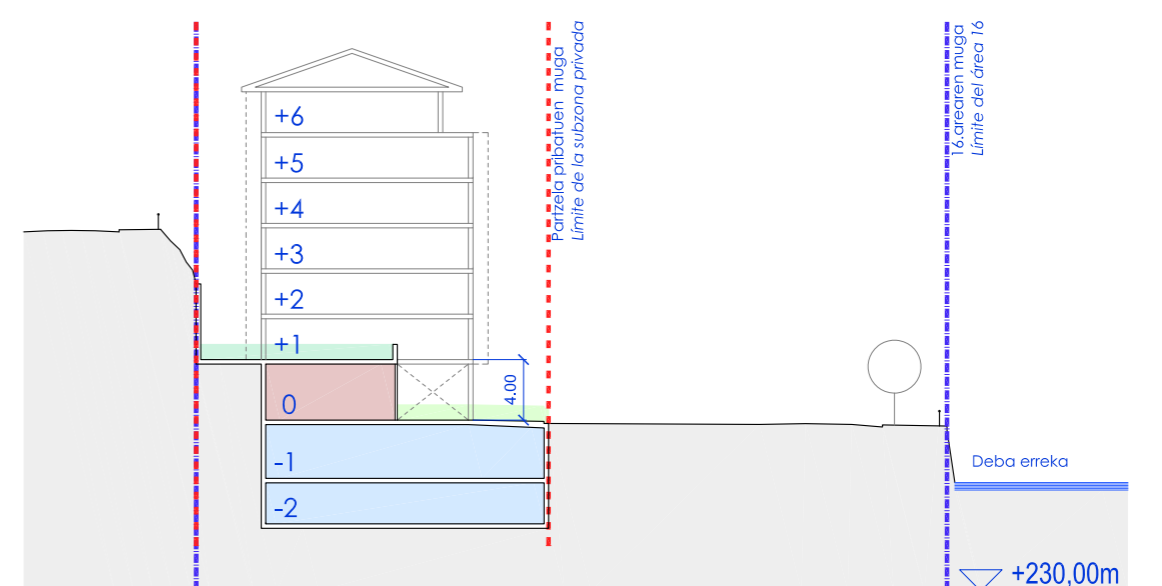 +6
+5
+4
+3
+2
+1
0
-1
-2
4.00
Partzela pribatuen muga
Límite de la subzona privada
16.arearen muga
Límite del área 16
Deba erreka
+230,00m